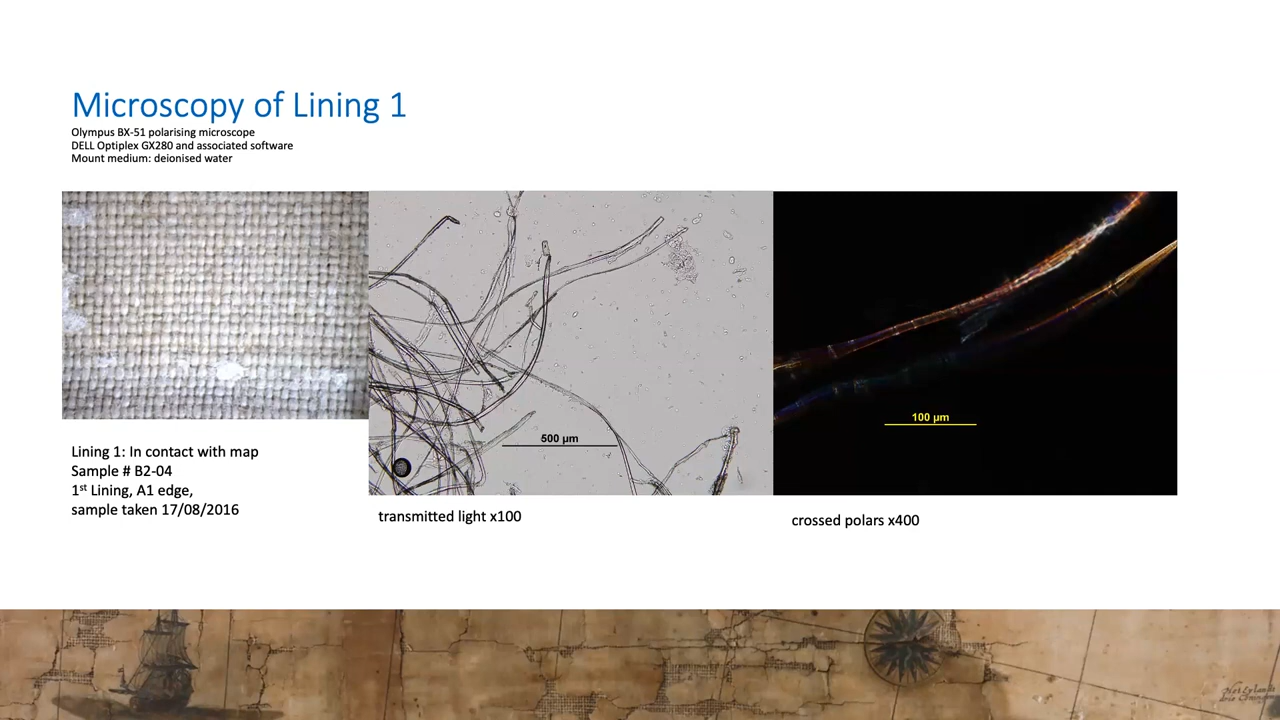 Microscopy of Lining 1
Olympus BX-51 polarising microscope
DELL Optiplex GX280 and associated software
Mount medium: deionised water
500 µm
100 µm
Lining 1: In contact with map
Sample # B2-04
1st Lining, A1 edge,
sample taken 17/08/2016
transmitted light x100
crossed polars x400